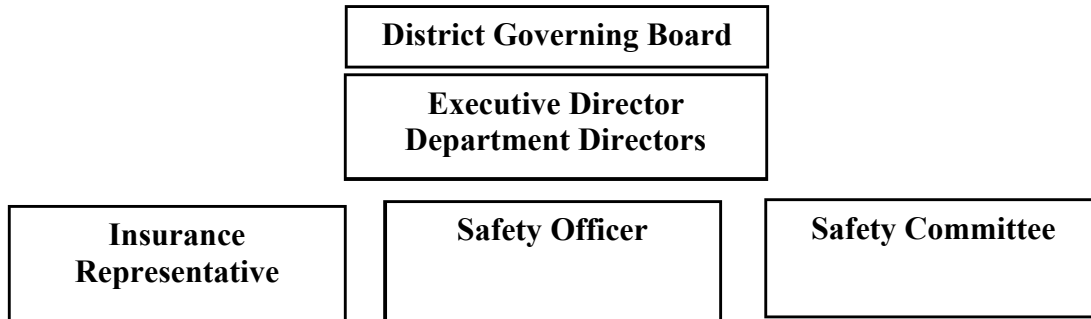 District Governing Board
Executive Director
Department Directors
Insurance
Representative
Safety Officer
Safety Committee